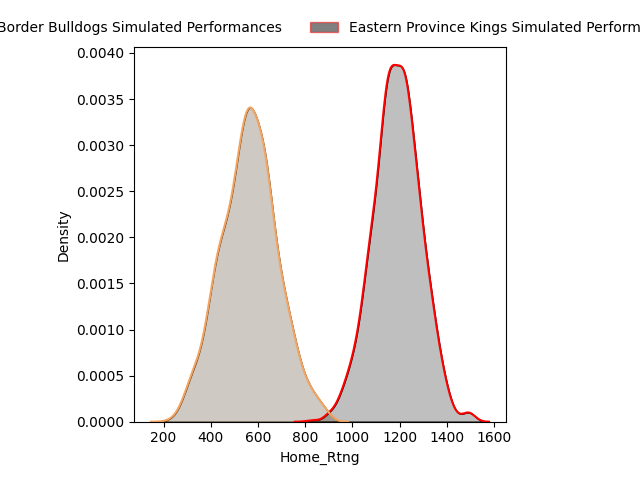 Border Bulldogs Simulated Performances
Eastern Province Kings Simulated Perform
0.0040
0.0035
0.0030
0.0025
0.0020
0.0015
0.0010
0.0005
0.0000
Density
200 400 600 800 1000 1200 1400 1600
Home_Rtng